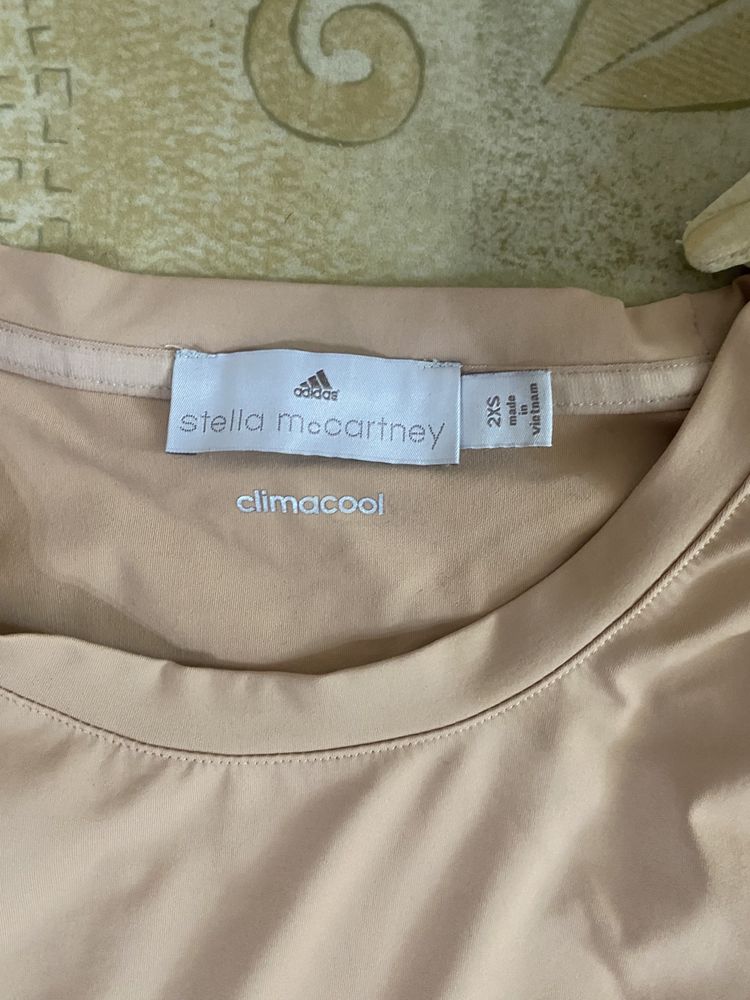 adidas
stella mccartney
2XS
made
in
vietnam
climacool